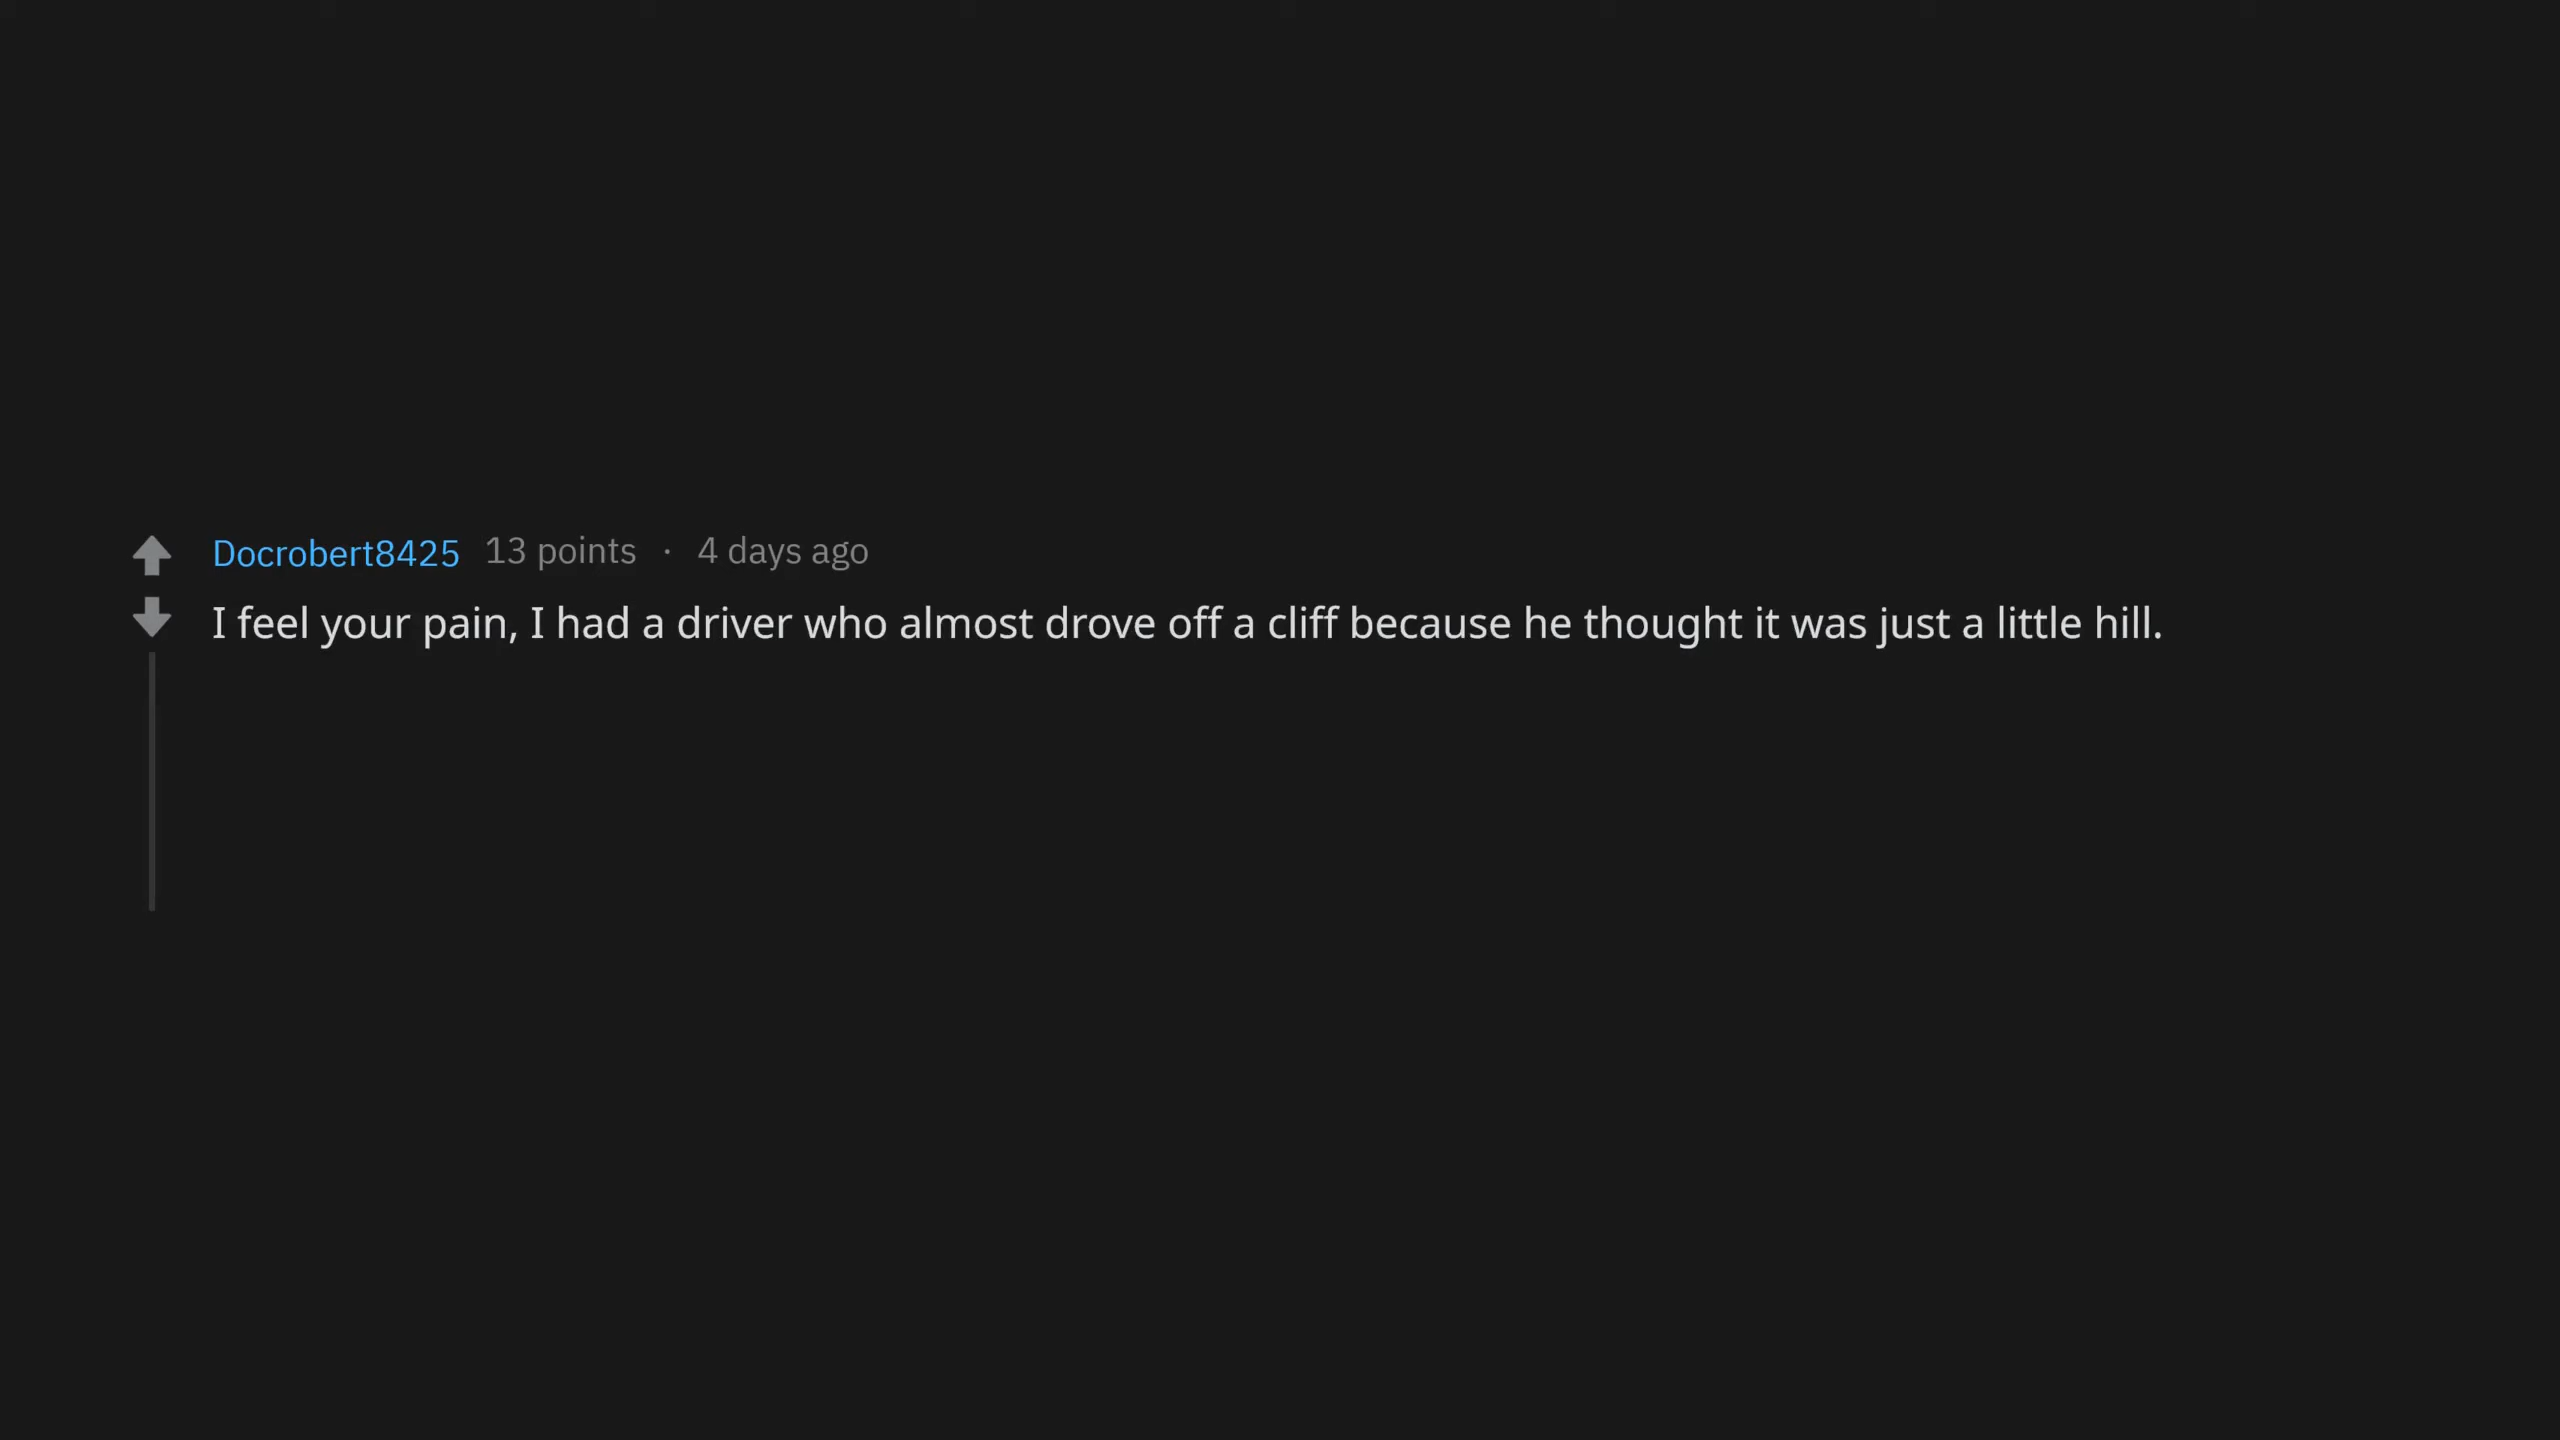 Docrobert8425 13 points · 4 days ago
I feel your pain, I had a driver who almost drove off a cliff because he thought it was just a little hill.